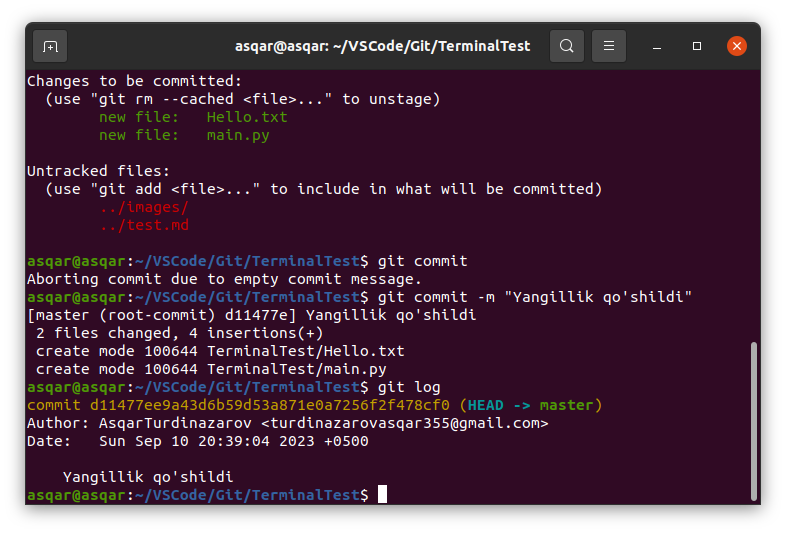 asqar@asqar: ~/VSCode/Git/TerminalTest
Changes to be committed:
  (use "git rm --cached <file>..." to unstage)
        new file:   Hello.txt
        new file:   main.py

Untracked files:
  (use "git add <file>..." to include in what will be committed)
        ../images/
        ../test.md

asqar@asqar:~/VSCode/Git/TerminalTest$ git commit
Aborting commit due to empty commit message.
asqar@asqar:~/VSCode/Git/TerminalTest$ git commit -m "Yangillik qo'shildi"
[master (root-commit) d11477e] Yangillik qo'shildi
 2 files changed, 4 insertions(+)
 create mode 100644 TerminalTest/Hello.txt
 create mode 100644 TerminalTest/main.py
asqar@asqar:~/VSCode/Git/TerminalTest$ git log
commit d11477ee9a43d6b59d53a871e0a7256f2f478cf0 (HEAD -> master)
Author: AsqarTurdinazarov <turdinazarovasqar355@gmail.com>
Date:   Sun Sep 10 20:39:04 2023 +0500

    Yangillik qo'shildi
asqar@asqar:~/VSCode/Git/TerminalTest$